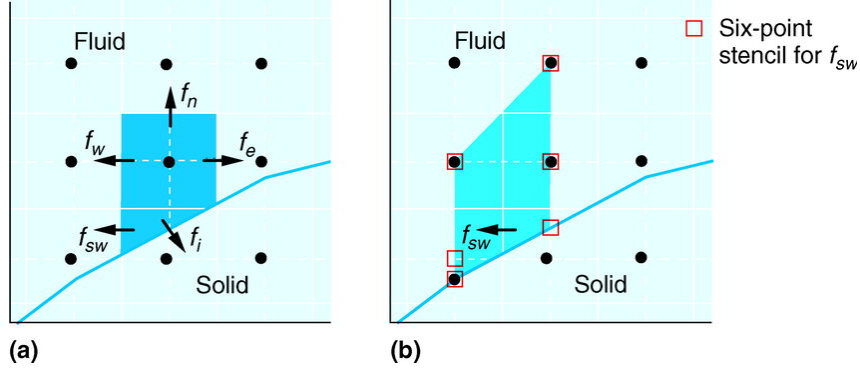 Fluid
f_n
f_w
f_e
f_sw
f_i
Solid
(a)
Fluid
f_sw
Solid
(b)
Six-point
stencil for f_sw